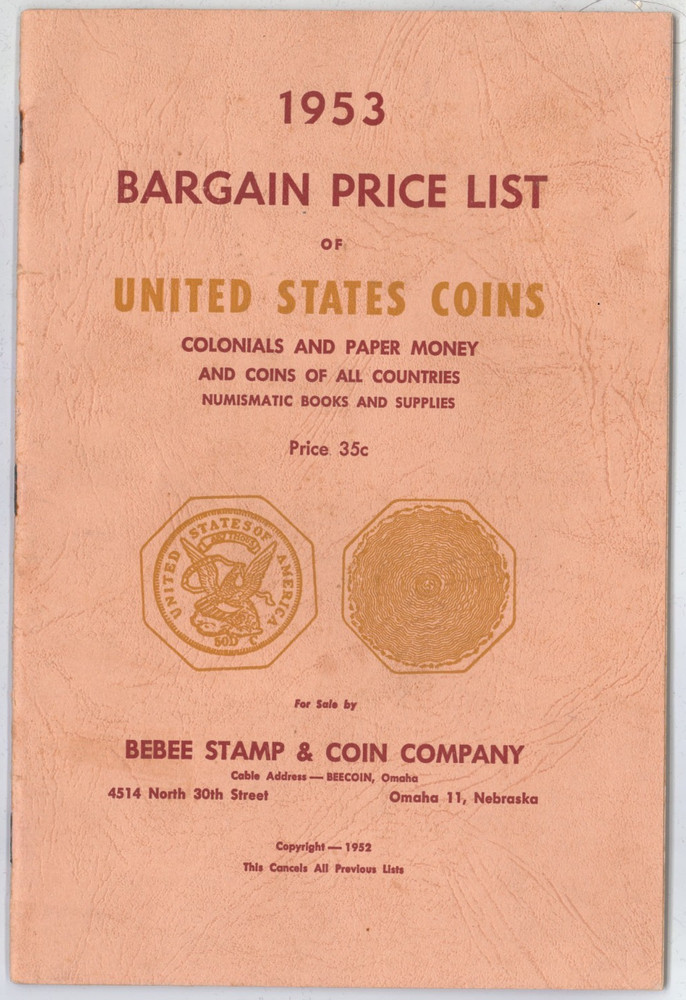 1953
BARGAIN PRICE LIST
OF
UNITED STATES COINS
COLONIALS AND PAPER MONEY
AND COINS OF ALL COUNTRIES
NUMISMATIC BOOKS AND SUPPLIES
Price 35c
UNITED STATES OF AMERICA
50 D C
For Sale by
BEBEE STAMP & COIN COMPANY
Cable Address — BEECOIN, Omaha
4514 North 30th Street Omaha 11, Nebraska
Copyright — 1952
This Cancels All Previous Lists